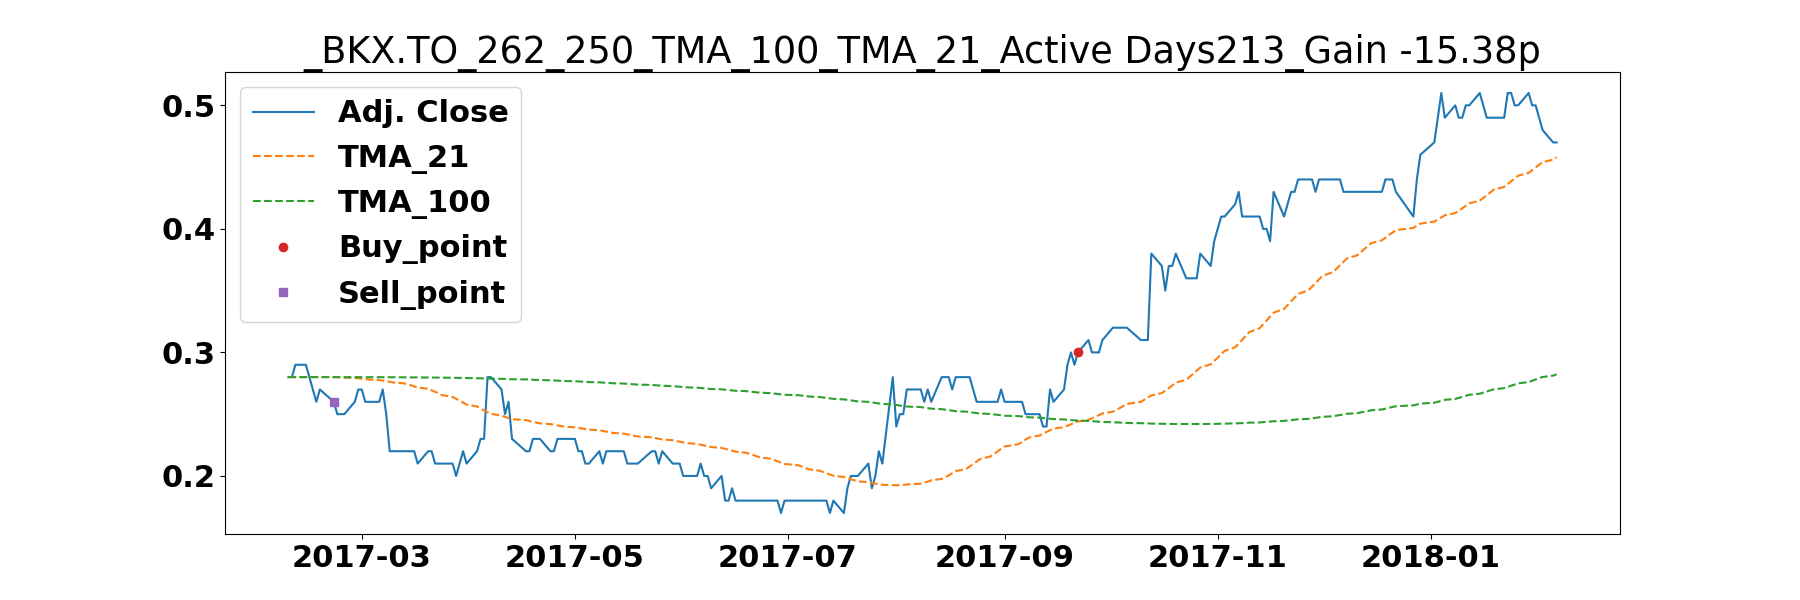 _BKX.TO_262_250_TMA_100_TMA_21_Active Days213_Gain -15.38p
Adj. Close
TMA_21
TMA_100
Buy_point
Sell_point
0.5
0.4
0.3
0.2
2017-03 2017-05 2017-07 2017-09 2017-11 2018-01